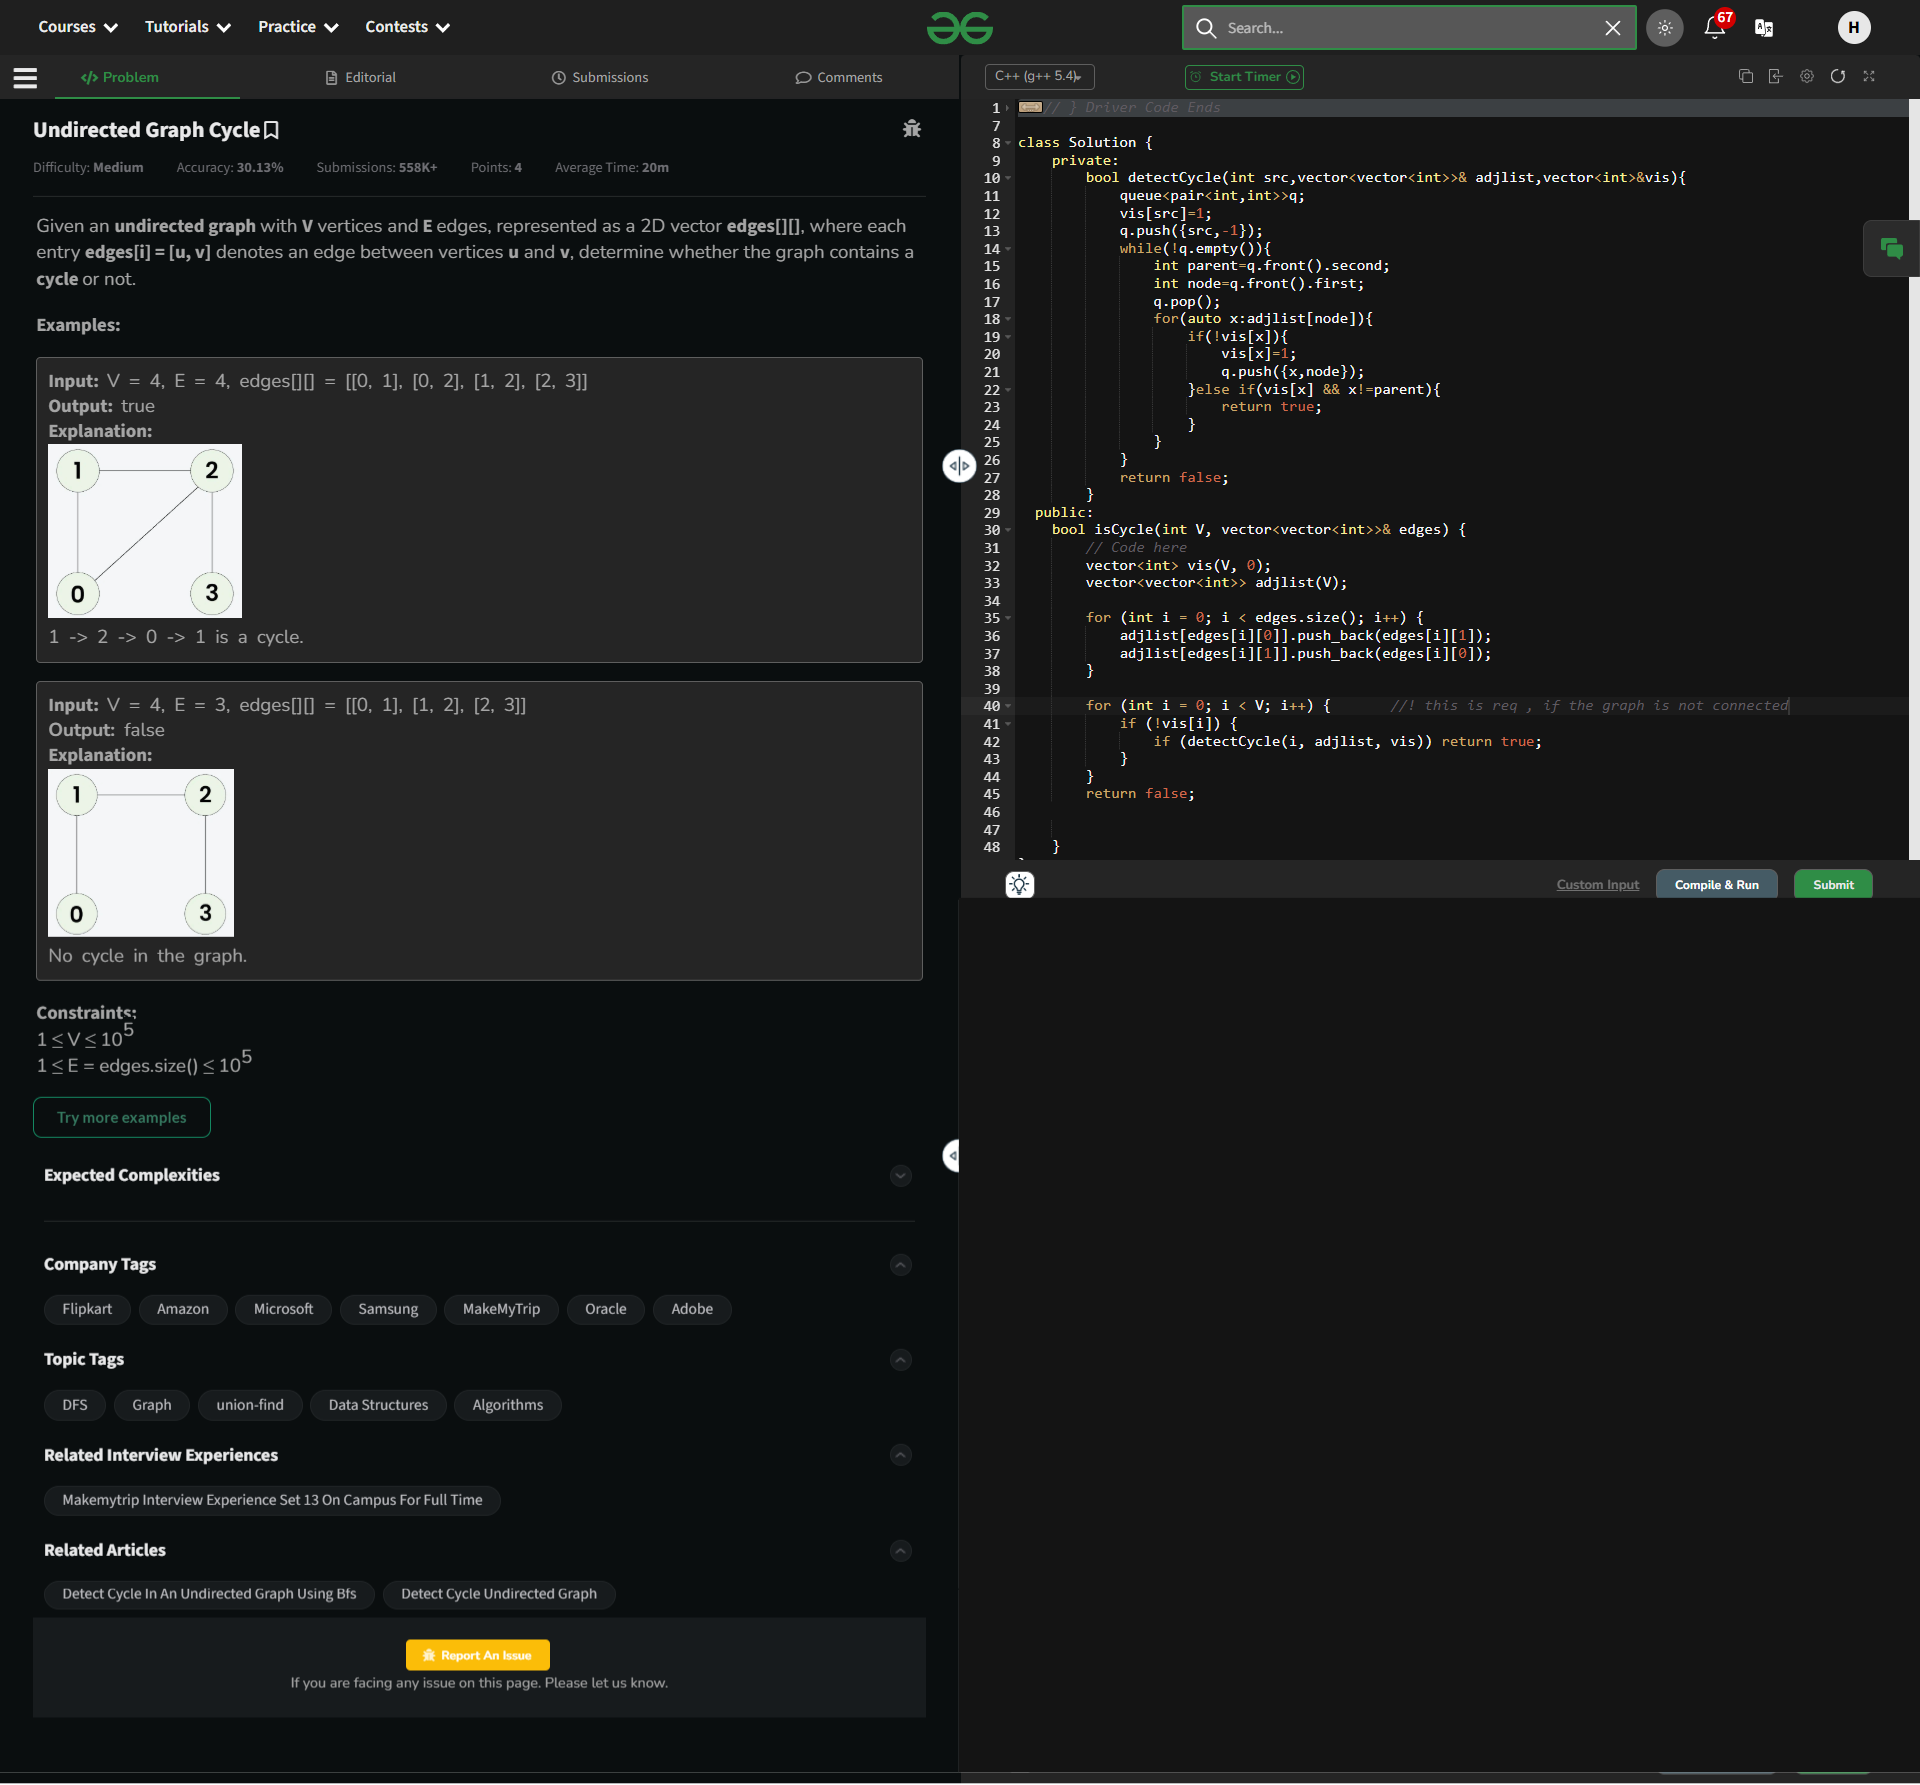 Courses Tutorials Practice Contests Search... 67 H
Problem Editorial Submissions Comments
Undirected Graph Cycle
Difficulty: Medium Accuracy: 30.13% Submissions: 558K+ Points: 4 Average Time: 20m
Given an undirected graph with V vertices and E edges, represented as a 2D vector edges[][], where each
entry edges[i] = [u, v] denotes an edge between vertices u and v, determine whether the graph contains a
cycle or not.
Examples:
Input: V = 4, E = 4, edges[][] = [[0, 1], [0, 2], [1, 2], [2, 3]]
Output: true
Explanation:
1 2
0 3
1 -> 2 -> 0 -> 1 is a cycle.
Input: V = 4, E = 3, edges[][] = [[0, 1], [1, 2], [2, 3]]
Output: false
Explanation:
1 2
0 3
No cycle in the graph.
Constraints:
1 ≤ V ≤ 10^5
1 ≤ E = edges.size() ≤ 10^5
Try more examples
Expected Complexities
Company Tags
Flipkart Amazon Microsoft Samsung MakeMyTrip Oracle Adobe
Topic Tags
DFS Graph union-find Data Structures Algorithms
Related Interview Experiences
Makemytrip Interview Experience Set 13 On Campus For Full Time
Related Articles
Detect Cycle In An Undirected Graph Using Bfs Detect Cycle Undirected Graph
Report An Issue
If you are facing any issue on this page. Please let us know.
C++ (g++ 5.4) Start Timer
1 // } Driver Code Ends
7
8 class Solution {
9 private:
10 bool detectCycle(int src,vector<vector<int>>& adjlist,vector<int>&vis){
11 queue<pair<int,int>>q;
12 vis[src]=1;
13 q.push({src,-1});
14 while(!q.empty()){
15 int parent=q.front().second;
16 int node=q.front().first;
17 q.pop();
18 for(auto x:adjlist[node]){
19 if(!vis[x]){
20 vis[x]=1;
21 q.push({x,node});
22 }else if(vis[x] && x!=parent){
23 return true;
24 }
25 }
26 }
27 return false;
28 }
29 public:
30 bool isCycle(int V, vector<vector<int>>& edges) {
31 // Code here
32 vector<int> vis(V, 0);
33 vector<vector<int>> adjlist(V);
34
35 for (int i = 0; i < edges.size(); i++) {
36 adjlist[edges[i][0]].push_back(edges[i][1]);
37 adjlist[edges[i][1]].push_back(edges[i][0]);
38 }
39
40 for (int i = 0; i < V; i++) { //! this is req , if the graph is not connected
41 if (!vis[i]) {
42 if (detectCycle(i, adjlist, vis)) return true;
43 }
44 }
45 return false;
46
47
48 }
Custom Input Compile & Run Submit